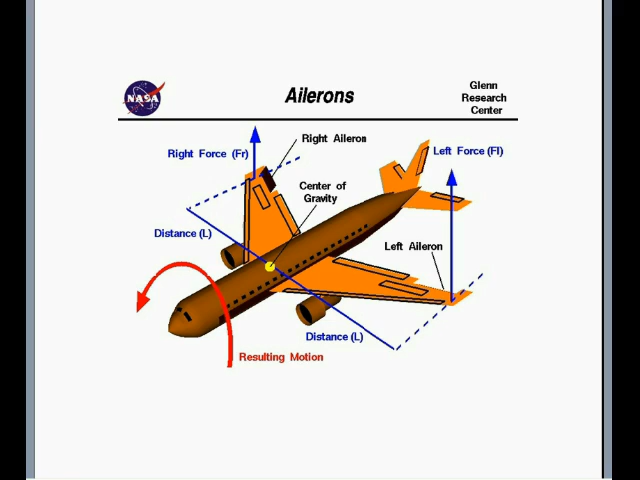 NASA
Ailerons
Glenn
Research
Center
Right Force (Fr)
Right Aileron
Left Force (Fl)
Center of
Gravity
Distance (L)
Left Aileron
Distance (L)
Resulting Motion